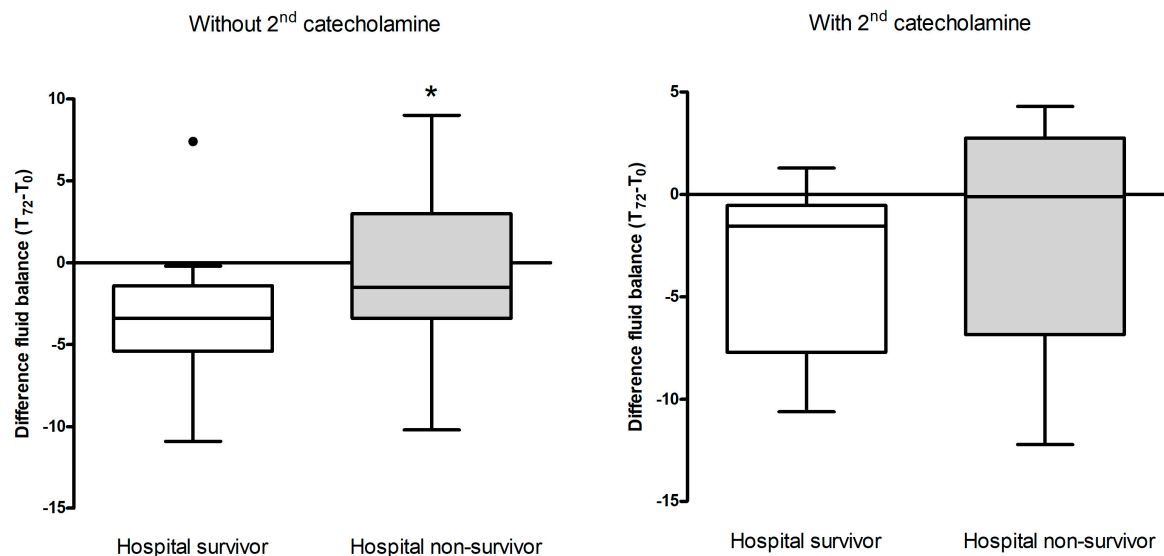 Without 2nd catecholamine
*
10
5
0
-5
-10
-15
Difference fluid balance (T72-T0)
Hospital survivor
Hospital non-survivor
With 2nd catecholamine
5
0
-5
-10
-15
Difference fluid balance (T72-T0)
Hospital survivor
Hospital non-survivor